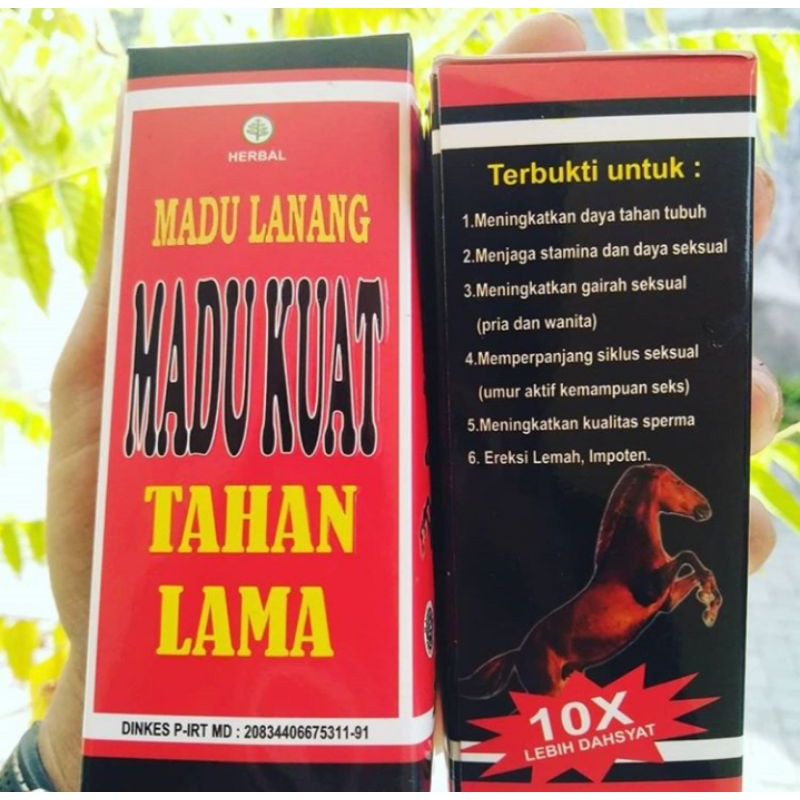 HERBAL
MADU LANANG
MADU KUAT
TAHAN
LAMA
DINKES P-IRT MD : 20834406675311-91
Terbukti untuk :
1.Meningkatkan daya tahan tubuh
2.Menjaga stamina dan daya seksual
3.Meningkatkan gairah seksual
(pria dan wanita)
4.Memperpanjang siklus seksual
(umur aktif kemampuan seks)
5.Meningkatkan kualitas sperma
6. Ereksi Lemah, Impoten.
10X
LEBIH DAHSYAT